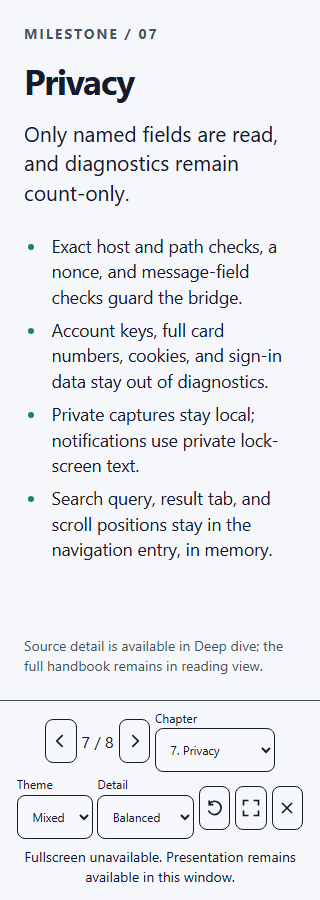 MILESTONE / 07
Privacy
Only named fields are read,
and diagnostics remain
count-only.
Exact host and path checks, a
nonce, and message-field
checks guard the bridge.
Account keys, full card
numbers, cookies, and sign-in
data stay out of diagnostics.
Private captures stay local;
notifications use private lock-
screen text.
Search query, result tab, and
scroll positions stay in the
navigation entry, in memory.
Source detail is available in Deep dive; the
full handbook remains in reading view.
Chapter
7 / 8
7. Privacy
Theme
Detail
Mixed
Balanced
Fullscreen unavailable. Presentation remains
available in this window.